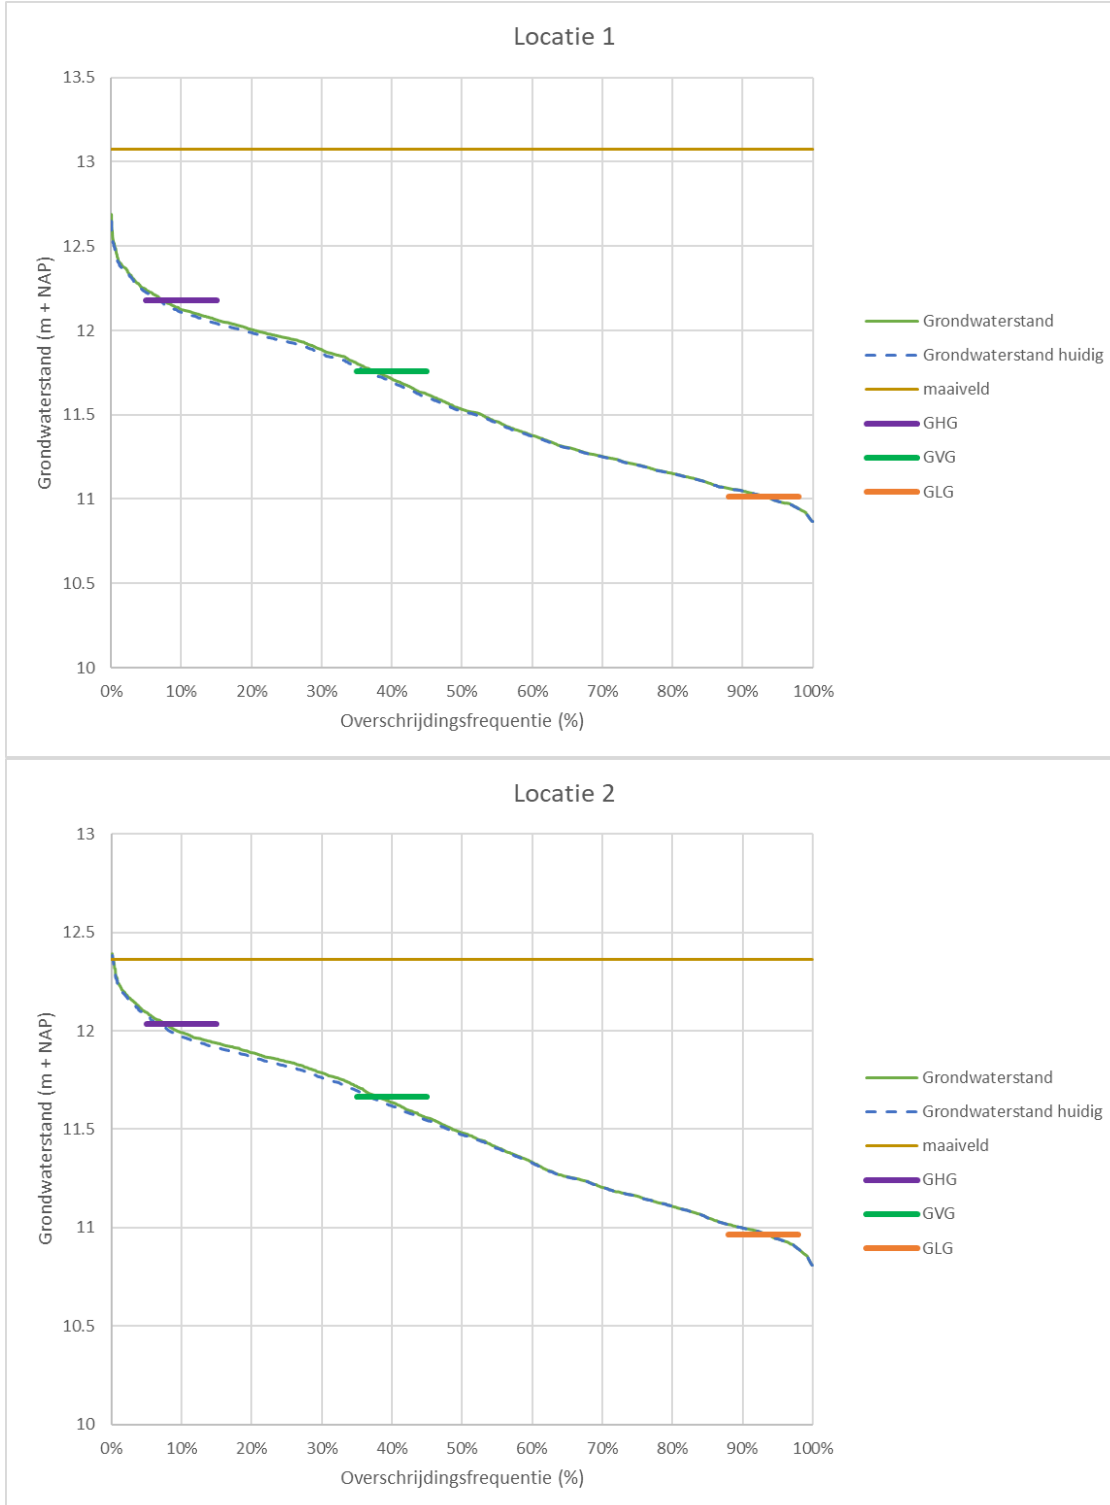 Locatie 1
13.5
13
12.5
12
11.5
11
10.5
10
Grondwaterstand (m + NAP)
0% 10% 20% 30% 40% 50% 60% 70% 80% 90% 100%
Overschrijdingsfrequentie (%)
Grondwaterstand
Grondwaterstand huidig
maaiveld
GHG
GVG
GLG
Locatie 2
13
12.5
12
11.5
11
10.5
10
Grondwaterstand (m + NAP)
0% 10% 20% 30% 40% 50% 60% 70% 80% 90% 100%
Overschrijdingsfrequentie (%)
Grondwaterstand
Grondwaterstand huidig
maaiveld
GHG
GVG
GLG